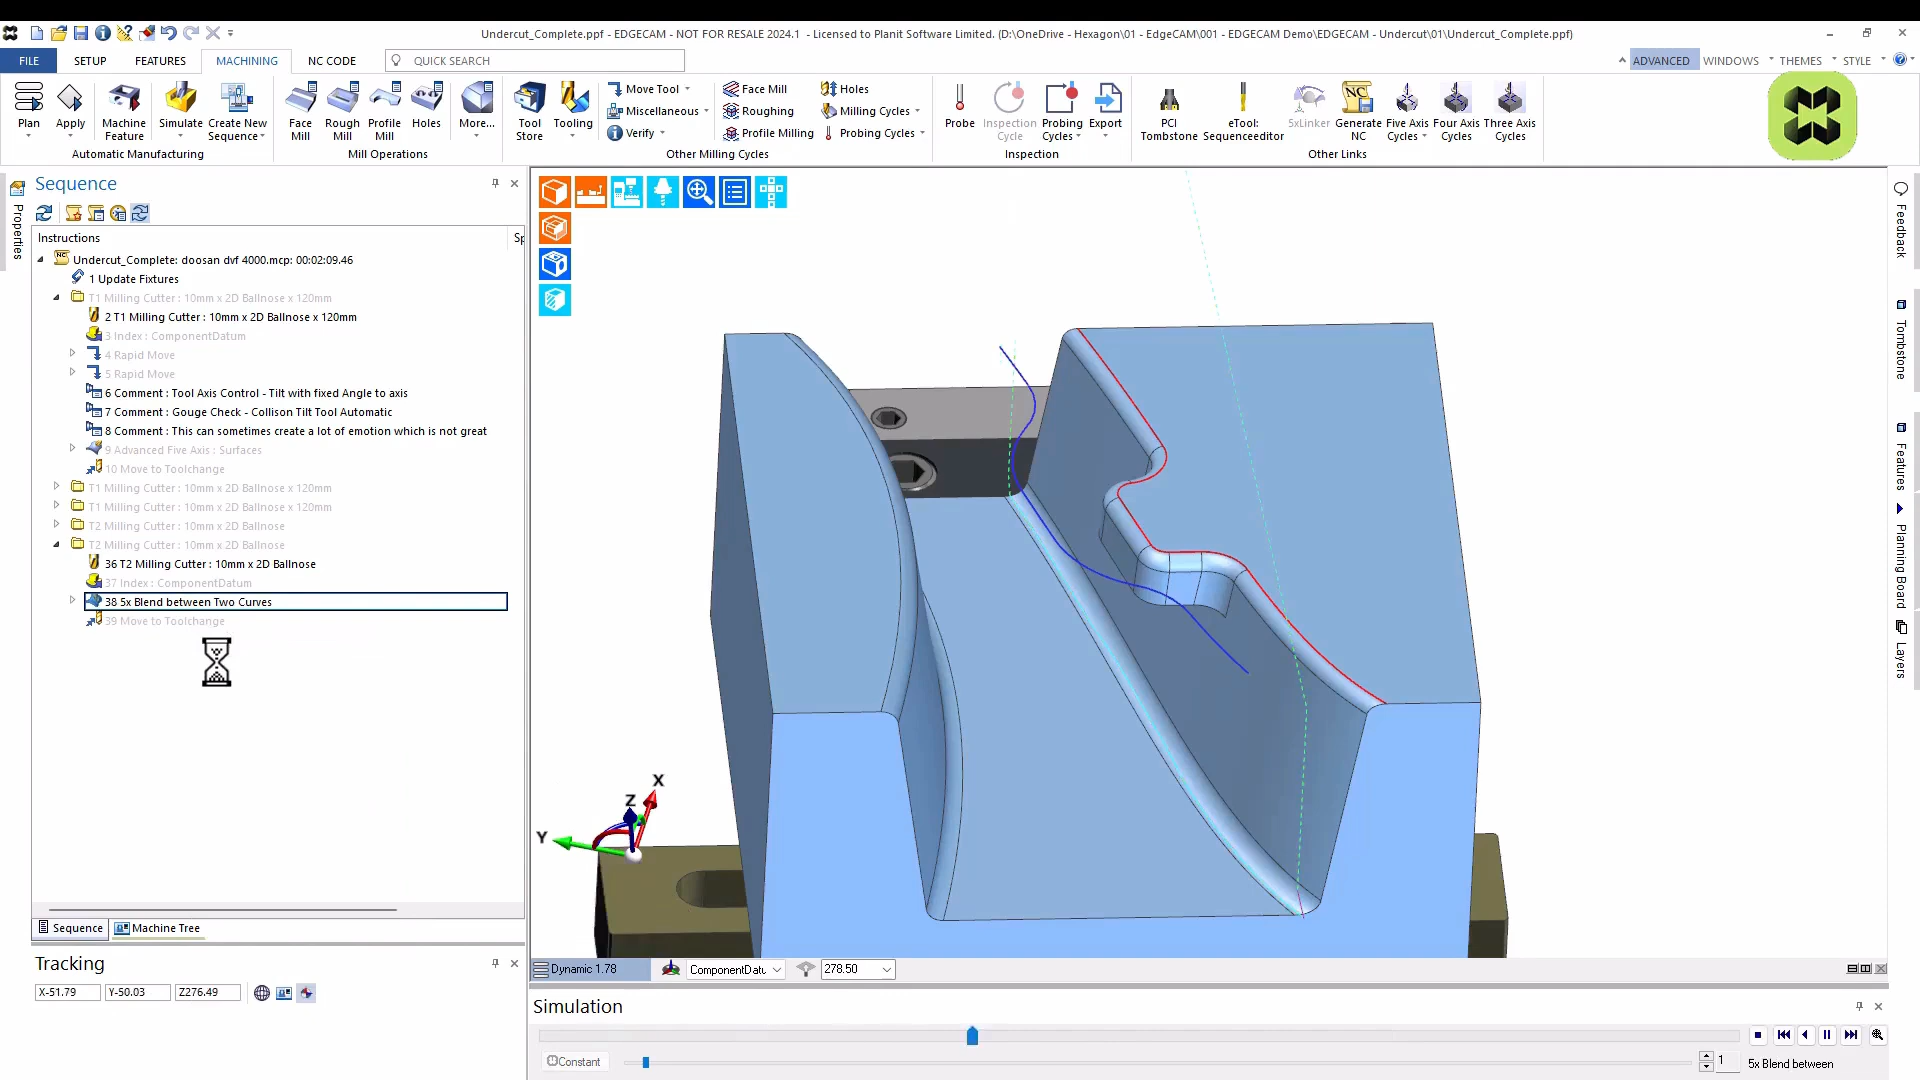 Undercut_Complete.ppf - EDGECAM - NOT FOR RESALE 2024.1 - Licensed to Planit Software Limited. (D:\OneDrive - Hexagon\01 - EdgeCAM\001 - EDGECAM Demo\EDGECAM - Undercut\01\Undercut_Complete.ppf)
FILE SETUP FEATURES MACHINING NC CODE QUICK SEARCH ADVANCED WINDOWS THEMES STYLE
Plan
Apply
Machine Feature
Simulate
Create New Sequence
Automatic Manufacturing
Face Mill
Rough Mill
Profile Mill
Holes
More...
Mill Operations
Tool Store
Tooling
Move Tool
Miscellaneous
Verify
Face Mill
Roughing
Profile Milling
Holes
Milling Cycles
Probing Cycles
Other Milling Cycles
Probe
Inspection Cycle
Probing Cycles
Export
Inspection
PCI Tombstone
eTool: Sequenceeditor
5xLinker
NC
Generate NC
Five Axis Cycles
Four Axis Cycles
Three Axis Cycles
Other Links
Properties
Sequence
Instructions Sp
NC
Undercut_Complete: doosan dvf 4000.mcp: 00:02:09.46
1 Update Fixtures
T1 Milling Cutter : 10mm x 2D Ballnose x 120mm
2 T1 Milling Cutter : 10mm x 2D Ballnose x 120mm
3 Index : ComponentDatum
4 Rapid Move
5 Rapid Move
6 Comment : Tool Axis Control - Tilt with fixed Angle to axis
7 Comment : Gouge Check - Collison Tilt Tool Automatic
8 Comment : This can sometimes create a lot of emotion which is not great
9 Advanced Five Axis : Surfaces
10 Move to Toolchange
T1 Milling Cutter : 10mm x 2D Ballnose x 120mm
T1 Milling Cutter : 10mm x 2D Ballnose x 120mm
T2 Milling Cutter : 10mm x 2D Ballnose
T2 Milling Cutter : 10mm x 2D Ballnose
36 T2 Milling Cutter : 10mm x 2D Ballnose
37 Index : ComponentDatum
38 5x Blend between Two Curves
39 Move to Toolchange
Sequence Machine Tree
Tracking
X-51.79 Y-50.03 Z276.49
X
Z
Y
Dynamic 1.78 ComponentDatu 278.50
Simulation
Constant 1 5x Blend between
Feedback
Tombstone
Features
Planning Board
Layers